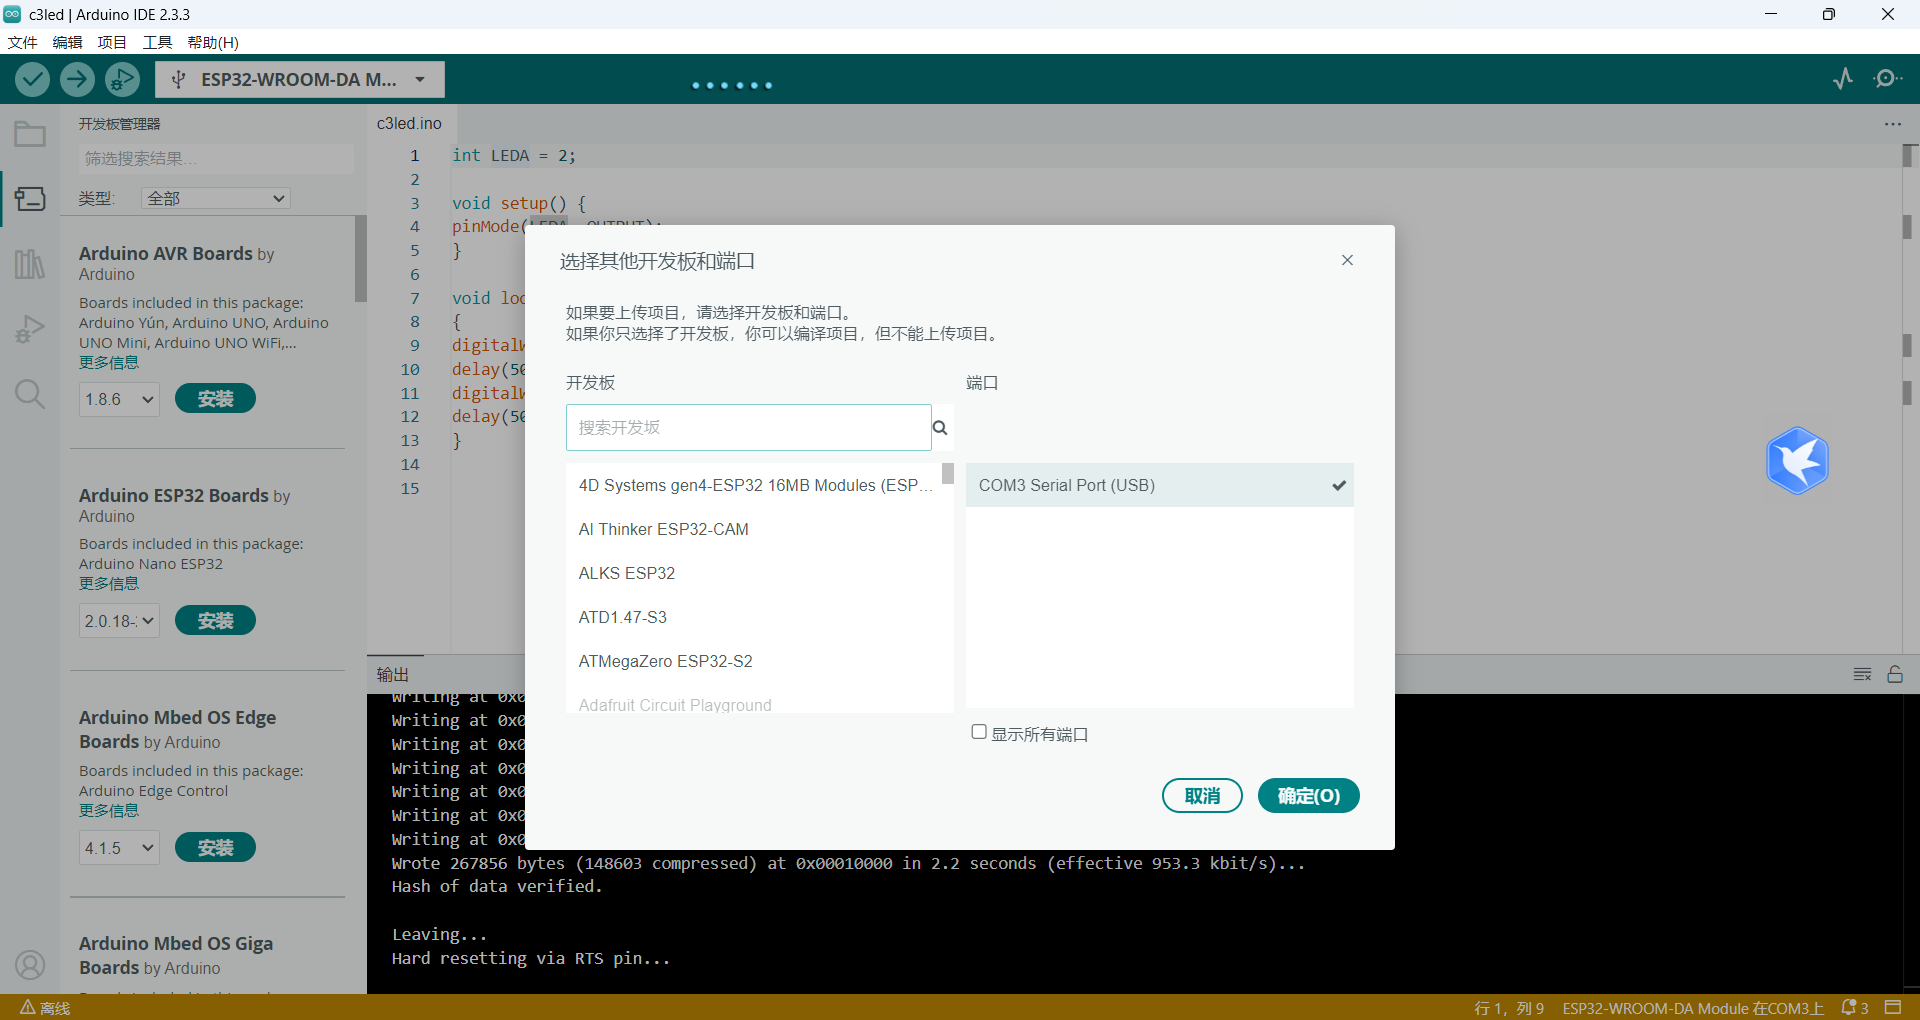 c3led | Arduino IDE 2.3.3
文件 编辑 项目 工具 帮助(H)
ESP32-WROOM-DA M...
开发板管理器
筛选搜索结果...
类型: 全部
Arduino AVR Boards by
Arduino
Boards included in this package:
Arduino Yún, Arduino UNO, Arduino
UNO Mini, Arduino UNO WiFi,...
更多信息
1.8.6 安装
Arduino ESP32 Boards by
Arduino
Boards included in this package:
Arduino Nano ESP32
更多信息
2.0.18-: 安装
Arduino Mbed OS Edge
Boards by Arduino
Boards included in this package:
Arduino Edge Control
更多信息
4.1.5 安装
Arduino Mbed OS Giga
Boards by Arduino
c3led.ino
1 int LEDA = 2;
2
3 void setup() {
4 pinMode(LEDA, OUTPUT);
5 }
6
7 void loo
8 {
9 digitalW
10 delay(50
11 digitalW
12 delay(50
13 }
14
15
选择其他开发板和端口
如果要上传项目，请选择开发板和端口。
如果你只选择了开发板，你可以编译项目，但不能上传项目。
开发板
搜索开发坂
4D Systems gen4-ESP32 16MB Modules (ESP...
AI Thinker ESP32-CAM
ALKS ESP32
ATD1.47-S3
ATMegaZero ESP32-S2
Adafruit Circuit Playground
端口
COM3 Serial Port (USB)
显示所有端口
取消 确定(O)
输出
Writing at 0x0
Writing at 0x0
Writing at 0x0
Writing at 0x0
Writing at 0x0
Writing at 0x0
Writing at 0x0
Wrote 267856 bytes (148603 compressed) at 0x00010000 in 2.2 seconds (effective 953.3 kbit/s)...
Hash of data verified.
Leaving...
Hard resetting via RTS pin...
离线
行 1，列 9 ESP32-WROOM-DA Module 在COM3上 3